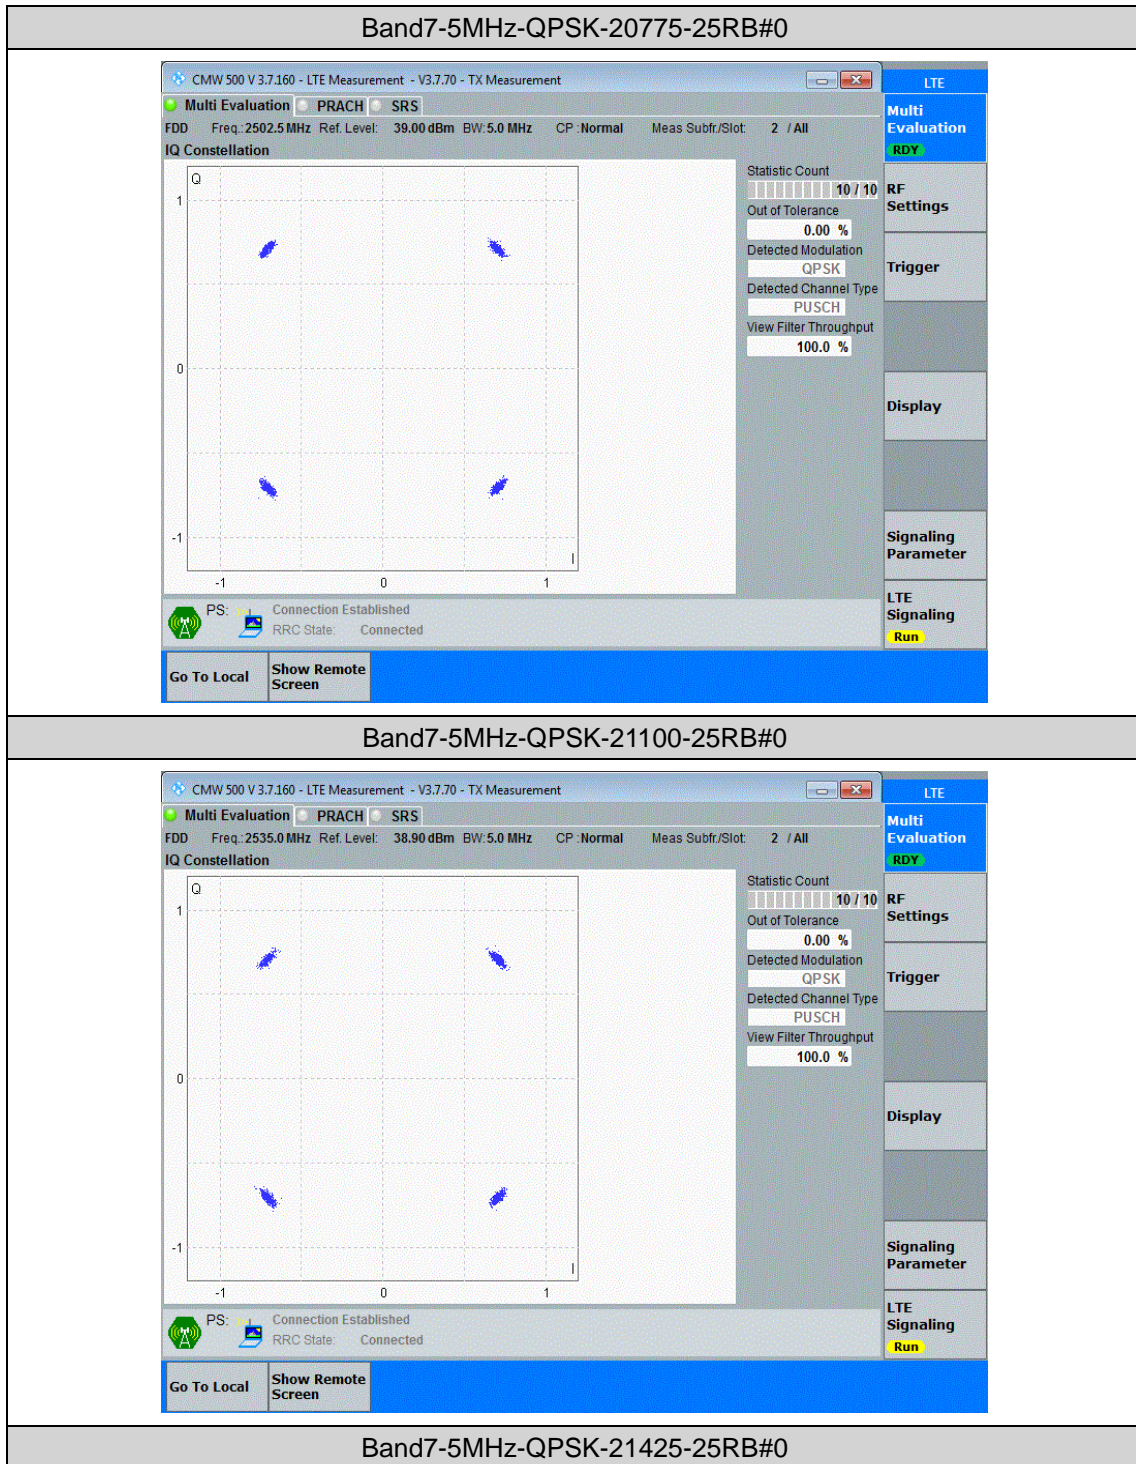 Band7-5MHz-QPSK-20775-25RB#0
CMW 500 V 3.7.160 - LTE Measurement - V3.7.70 - TX Measurement
LTE
Multi Evaluation PRACH SRS
Multi Evaluation
RDY
FDD Freq.: 2502.5 MHz Ref. Level: 39.00 dBm BW: 5.0 MHz CP : Normal Meas Subfr./Slot: 2 / All
IQ Constellation
Q
1
0
-1
-1 0 1
I
Statistic Count
10 / 10
Out of Tolerance
0.00 %
Detected Modulation
QPSK
Detected Channel Type
PUSCH
View Filter Throughput
100.0 %
RF Settings
Trigger
Display
Signaling Parameter
LTE Signaling
Run
PS: Connection Established
RRC State: Connected
Go To Local
Show Remote Screen
Band7-5MHz-QPSK-21100-25RB#0
CMW 500 V 3.7.160 - LTE Measurement - V3.7.70 - TX Measurement
LTE
Multi Evaluation PRACH SRS
Multi Evaluation
RDY
FDD Freq.: 2535.0 MHz Ref. Level: 38.90 dBm BW: 5.0 MHz CP : Normal Meas Subfr./Slot: 2 / All
IQ Constellation
Q
1
0
-1
-1 0 1
I
Statistic Count
10 / 10
Out of Tolerance
0.00 %
Detected Modulation
QPSK
Detected Channel Type
PUSCH
View Filter Throughput
100.0 %
RF Settings
Trigger
Display
Signaling Parameter
LTE Signaling
Run
PS: Connection Established
RRC State: Connected
Go To Local
Show Remote Screen
Band7-5MHz-QPSK-21425-25RB#0